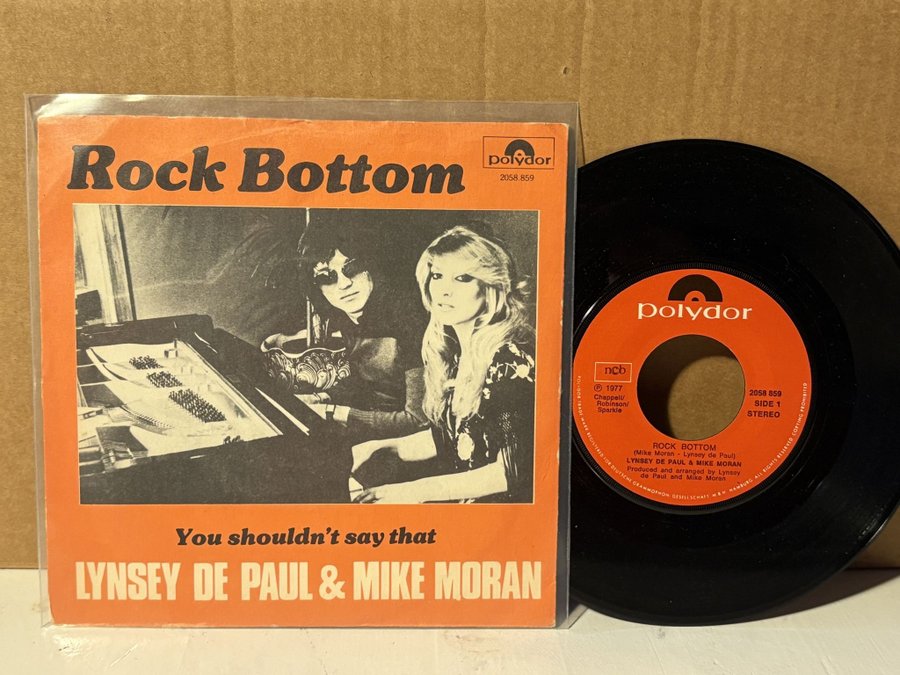 Rock Bottom
polydor
2058 859
You shouldn't say that
LYNSEY DE PAUL & MIKE MORAN
polydor
ncb
℗ 1977
Chappell/
Robinson/
Sparkle
2058 859
SIDE 1
STEREO
ROCK BOTTOM
(Mike Moran - Lynsey de Paul)
LYNSEY DE PAUL & MIKE MORAN
Produced and arranged by Lynsey
de Paul and Mike Moran